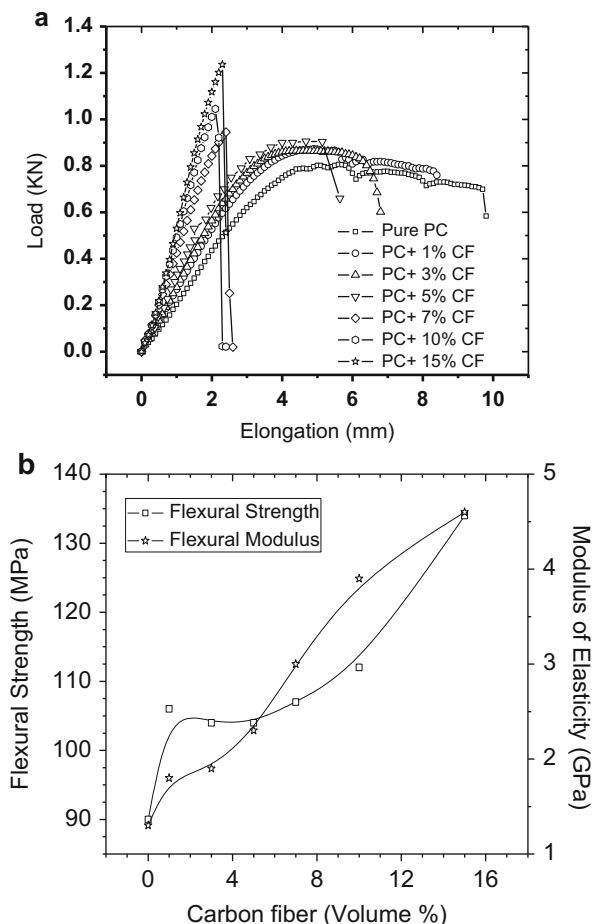 a
1.4
1.2
1.0
0.8
0.6
0.4
0.2
0.0
Load (KN)
Pure PC
PC+ 1% CF
PC+ 3% CF
PC+ 5% CF
PC+ 7% CF
PC+ 10% CF
PC+ 15% CF
0 2 4 6 8 10
Elongation (mm)
b
140
135
110
105
100
95
90
Flexural Strength (MPa)
Flexural Strength
Flexural Modulus
5
4
3
2
1
Modulus of Elasticity (GPa)
0 4 8 12 16
Carbon fiber (Volume %)